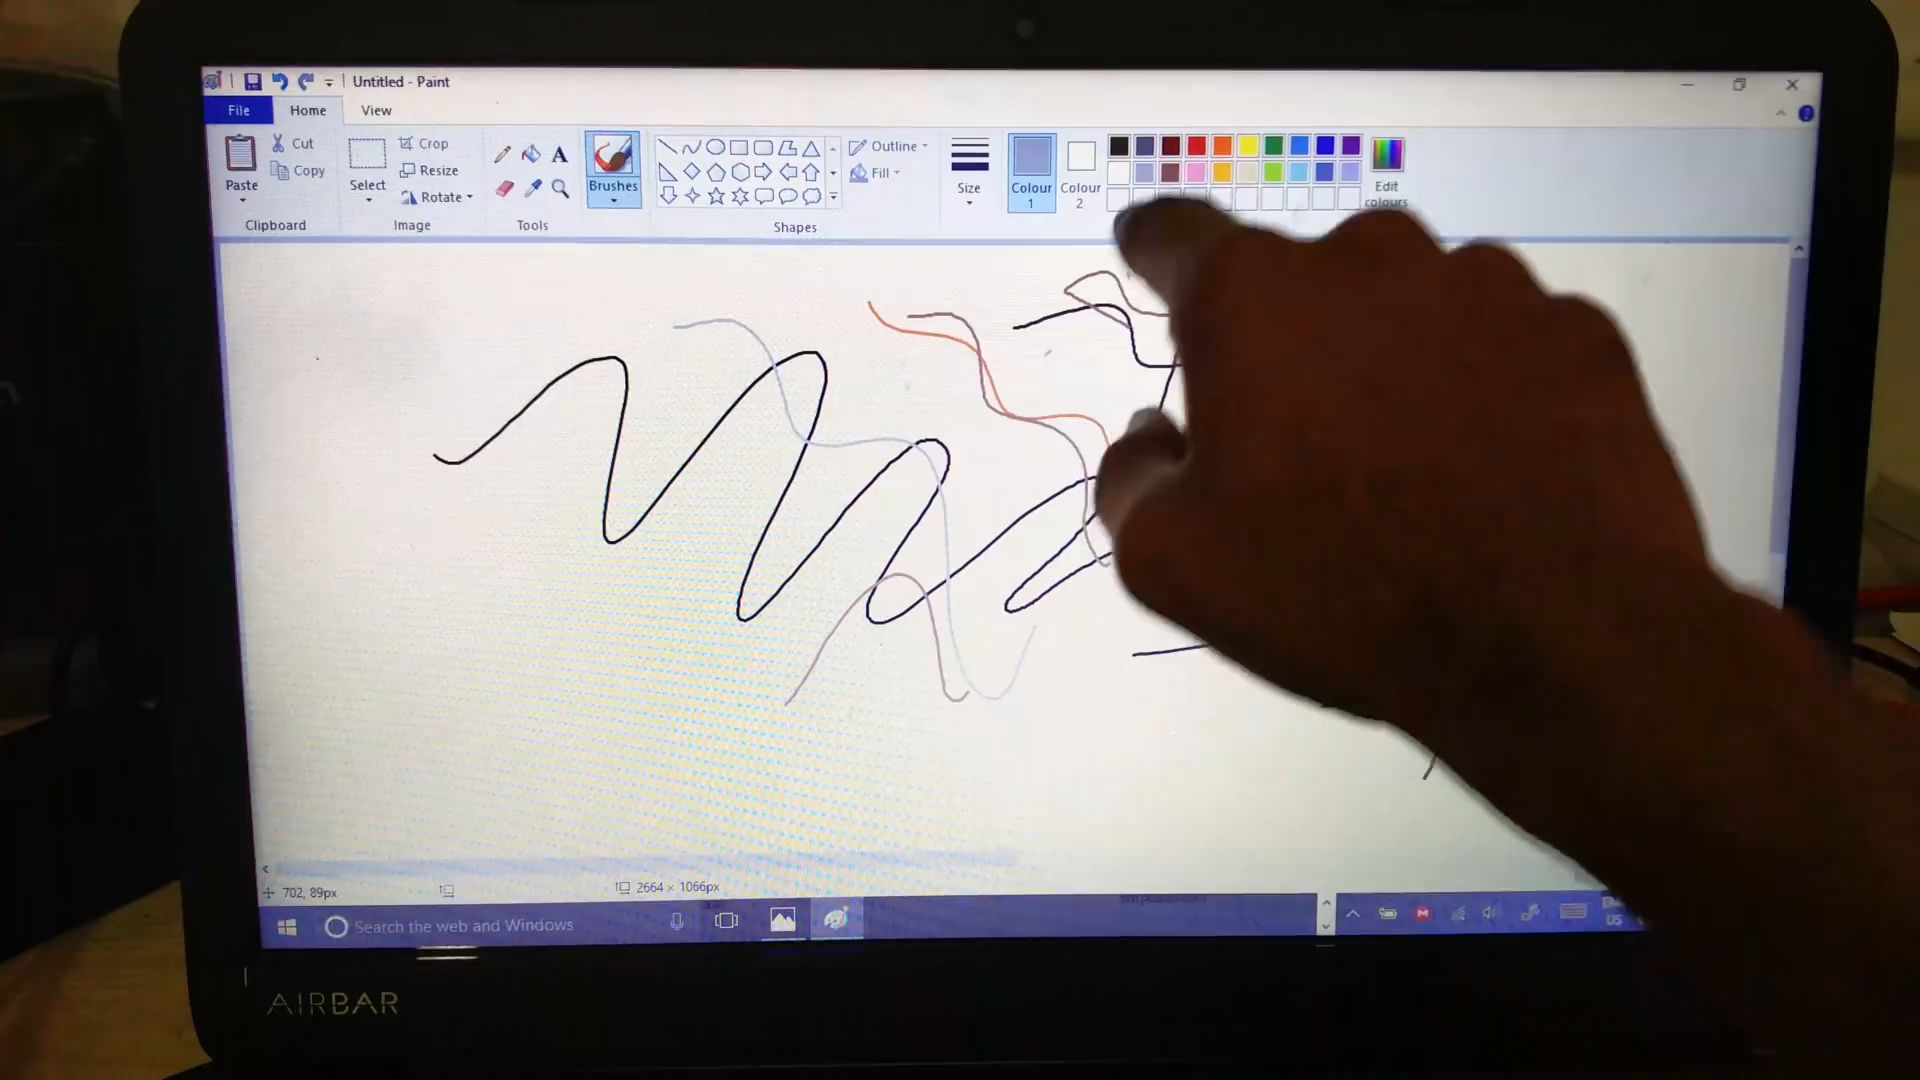 Untitled - Paint
File Home View
Paste
Cut
Copy
Clipboard
Select
Crop
Resize
Rotate
Image
A
Tools
Brushes
Outline
Fill
Shapes
Size
Colour
1
Colour
2
Edit
colours
702, 89px
2664 × 1066px
Search the web and Windows
US
AIRBAR